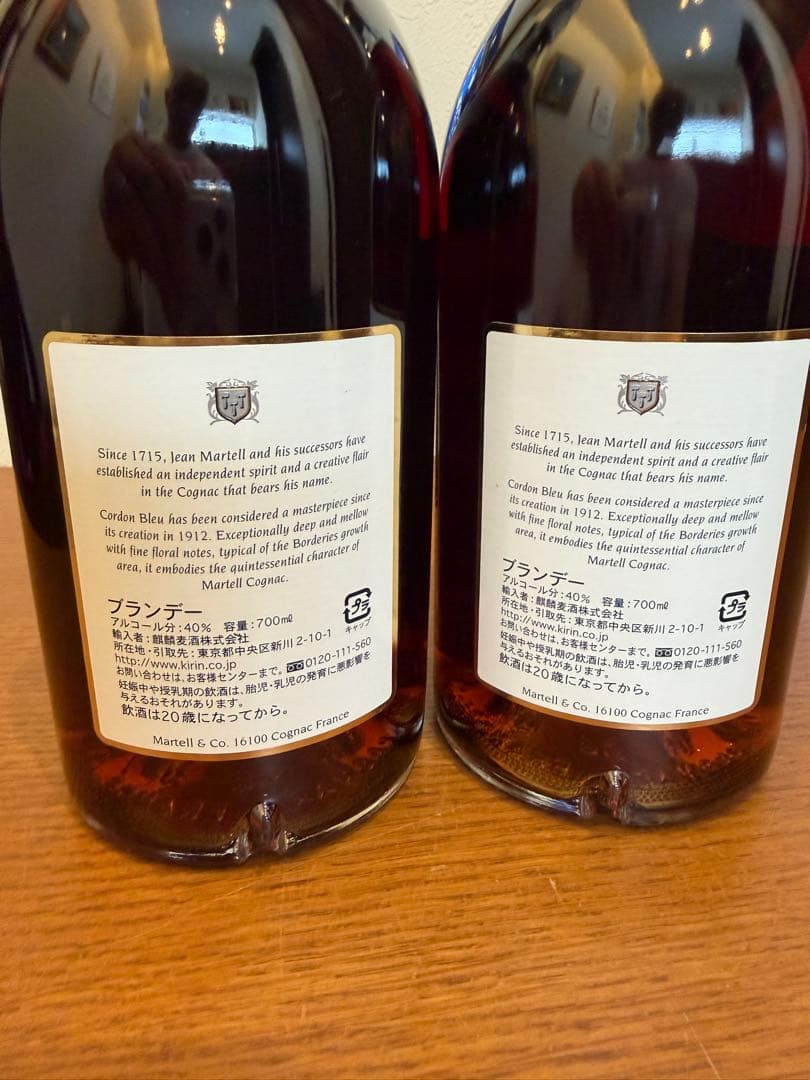 Since 1715, Jean Martell and his successors have
established an independent spirit and a creative flair
in the Cognac that bears his name.
Cordon Bleu has been considered a masterpiece since
its creation in 1912. Exceptionally deep and mellow
with fine floral notes, typical of the Borderies growth
area, it embodies the quintessential character of
Martell Cognac.
ブランデー
アルコール分:40% 容量:700mℓ
輸入者:麒麟麦酒株式会社
所在地・引取先:東京都中央区新川2-10-1
http://www.kirin.co.jp
お問い合わせは、お客様センターまで。0120-111-560
妊娠中や授乳期の飲酒は、胎児・乳児の発育に悪影響を
与えるおそれがあります。
飲酒は20歳になってから。
プラ
キャップ
Martell & Co. 16100 Cognac France
Since 1715, Jean Martell and his successors have
established an independent spirit and a creative flair
in the Cognac that bears his name.
Cordon Bleu has been considered a masterpiece since
its creation in 1912. Exceptionally deep and mellow
with fine floral notes, typical of the Borderies growth
area, it embodies the quintessential character of
Martell Cognac.
ブランデー
アルコール分:40% 容量:700mℓ
輸入者:麒麟麦酒株式会社
所在地・引取先:東京都中央区新川2-10-1
http://www.kirin.co.jp
お問い合わせは、お客様センターまで。0120-111-560
妊娠中や授乳期の飲酒は、胎児・乳児の発育に悪影響を
与えるおそれがあります。
飲酒は20歳になってから。
プラ
キャップ
Martell & Co. 16100 Cognac France